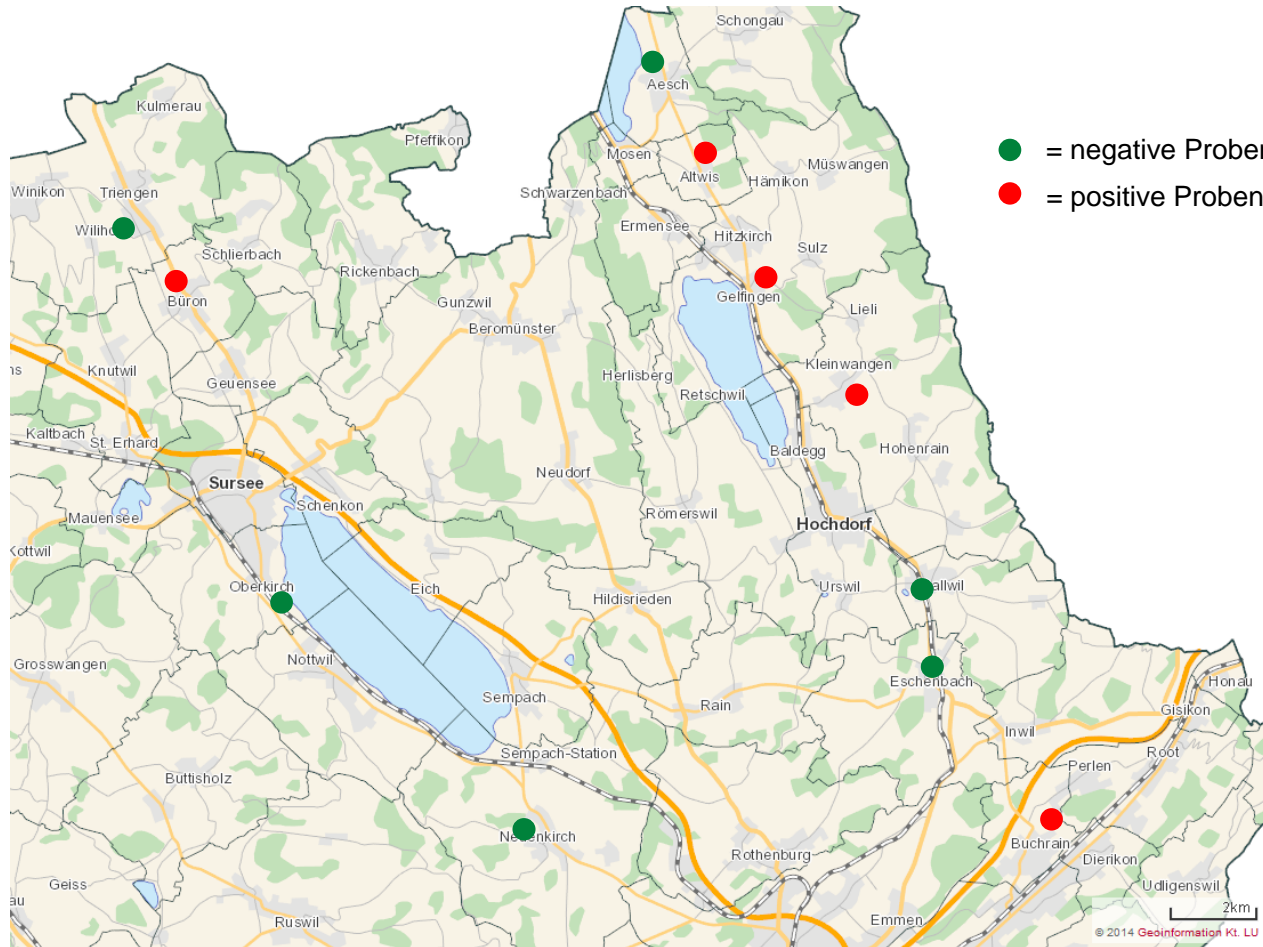 Schongau
Aesch
Kulmerau
Pfeffikon
= negative Proben
Mosen
Altwis
Müswangen
Hämikon
= positive Proben
Winikon
Triengen
Schwarzenbach
Ermensee
Hitzkirch
Sulz
Schlierbach
Rickenbach
Büron
Gunzwil
Gelfingen
Lieli
Beromünster
Knutwil
Geuensee
Herlisberg
Kleinwangen
Retschwil
Kaltbach
St. Erhard
Baldegg
Hohenrain
Sursee
Neudorf
Schenkon
Mauensee
Römerswil
Hochdorf
Kottwil
Oberkirch
Eich
Hildisrieden
Urswil
Grosswangen
Nottwil
Sempach
Rain
Eschenbach
Honau
Gisikon
Inwil
Root
Sempach-Station
Perlen
Buttisholz
Buchrain
Rothenburg
Dierikon
Geiss
Udligenswil
Ruswil
Emmen
2km
© 2014 Geoinformation Kt. LU